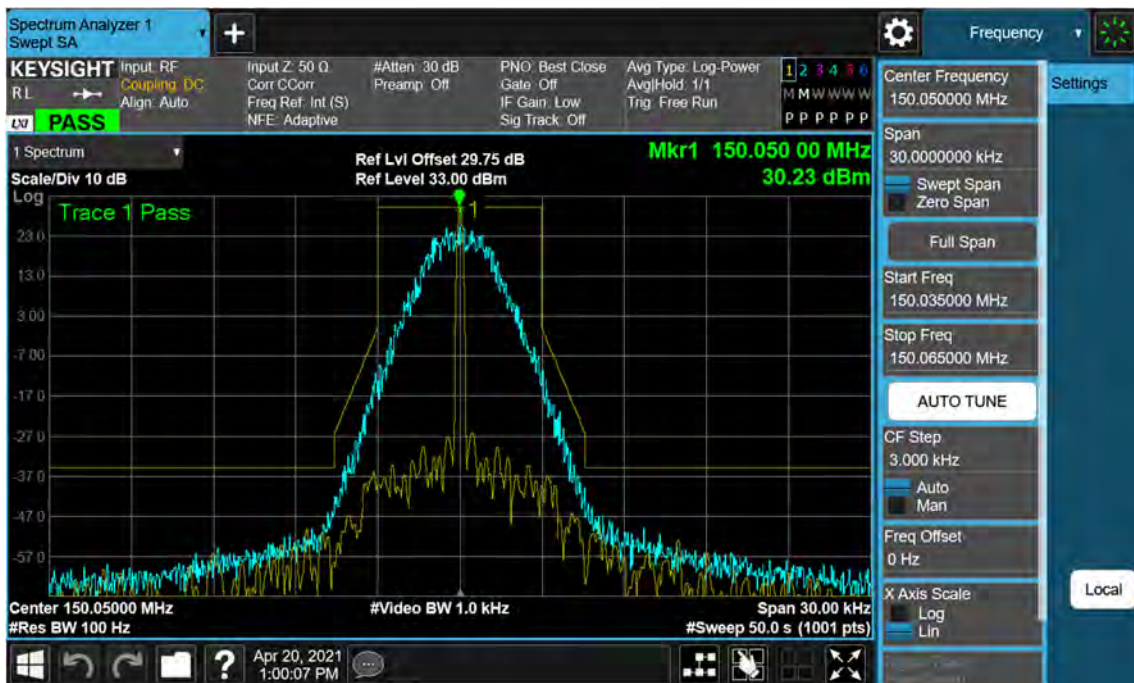 Spectrum Analyzer 1
Swept SA
+
Frequency
KEYSIGHT
RL
LXI
PASS
Input: RF
Coupling: DC
Align: Auto
Input Z: 50 Ω
Corr CCorr
Freq Ref: Int (S)
NFE: Adaptive
#Atten: 30 dB
Preamp: Off
PNO: Best Close
Gate: Off
IF Gain: Low
Sig Track: Off
Avg Type: Log-Power
Avg|Hold: 1/1
Trig: Free Run
1 2 3 4 5 6
M M W W W W
P P P P P P
1 Spectrum
Scale/Div 10 dB
Ref Lvl Offset 29.75 dB
Ref Level 33.00 dBm
Mkr1 150.050 00 MHz
30.23 dBm
Log
Trace 1 Pass
1
23.0
13.0
3.00
-7.00
-17.0
-27.0
-37.0
-47.0
-57.0
Center 150.05000 MHz
#Res BW 100 Hz
#Video BW 1.0 kHz
Span 30.00 kHz
#Sweep 50.0 s (1001 pts)
Center Frequency
150.050000 MHz
Span
30.0000000 kHz
Swept Span
Zero Span
Full Span
Start Freq
150.035000 MHz
Stop Freq
150.065000 MHz
AUTO TUNE
CF Step
3.000 kHz
Auto
Man
Freq Offset
0 Hz
X Axis Scale
Log
Lin
Settings
Local
?
Apr 20, 2021
1:00:07 PM